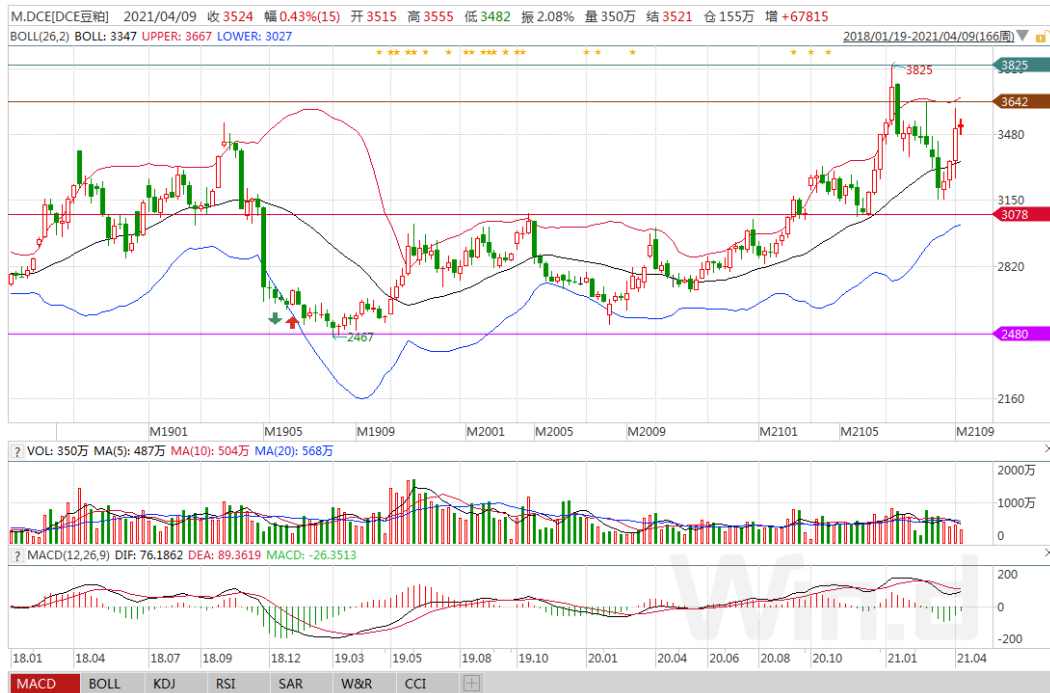 M.DCE[DCE豆粕] 2021/04/09 收 3524 幅 0.43%(15) 开 3515 高 3555 低 3482 振 2.08% 量 350万 结 3521 仓 155万 增 +67815
BOLL(26,2) BOLL: 3347 UPPER: 3667 LOWER: 3027 2018/01/19-2021/04/09(166周)
3825
3825
3642
3480
3150
3078
2820
2467
2480
2160
M1901 M1905 M1909 M2001 M2005 M2009 M2101 M2105 M2109
? VOL: 350万 MA(5): 487万 MA(10): 504万 MA(20): 568万
2000万
1000万
0
? MACD(12,26,9) DIF: 76.1862 DEA: 89.3619 MACD: -26.3513
200
0
-200
Win.d
18.01 18.04 18.07 18.09 18.12 19.03 19.05 19.08 19.10 20.01 20.04 20.06 20.08 20.10 21.01 21.04
MACD BOLL KDJ RSI SAR W&R CCI